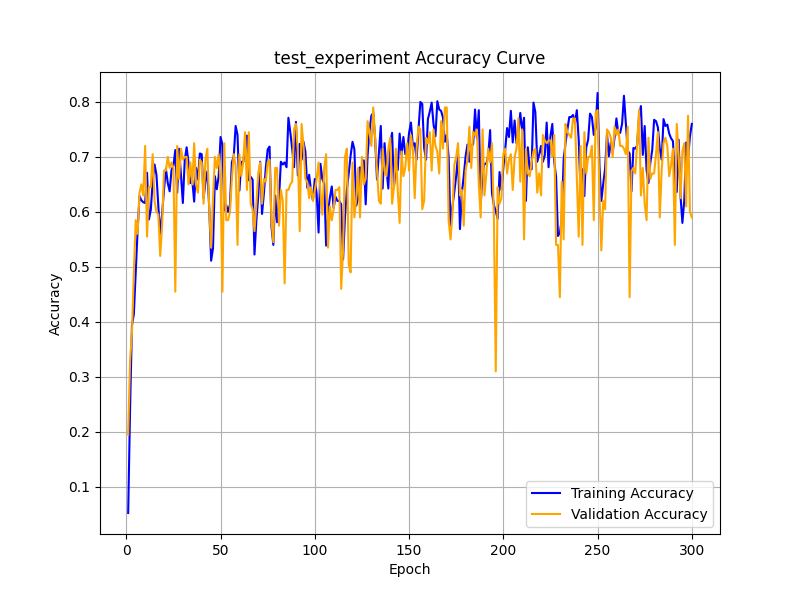 test_experiment Accuracy Curve
0.8
0.7
0.6
0.5
0.4
0.3
0.2
0.1
Accuracy
0 50 100 150 200 250 300
Epoch
Training Accuracy
Validation Accuracy